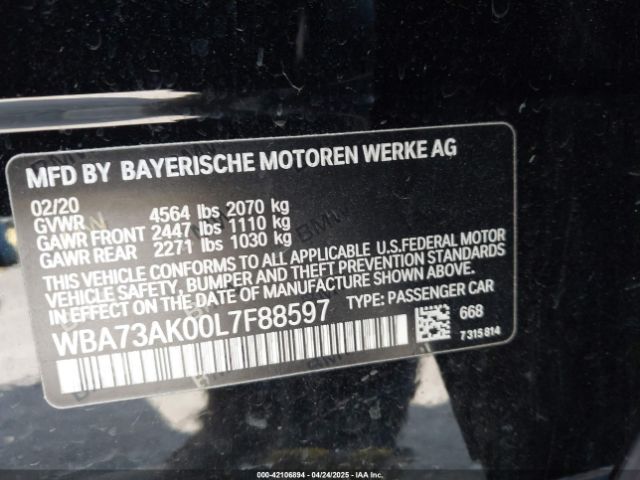 MFD BY BAYERISCHE MOTOREN WERKE AG
02/20
GVWR 4564 lbs 2070 kg
GAWR FRONT 2447 lbs 1110 kg
GAWR REAR 2271 lbs 1030 kg
THIS VEHICLE CONFORMS TO ALL APPLICABLE U.S.FEDERAL MOTOR
VEHICLE SAFETY, BUMPER AND THEFT PREVENTION STANDARDS
IN EFFECT ON THE DATE OF MANUFACTURE SHOWN ABOVE.
WBA73AK00L7F88597 TYPE: PASSENGER CAR
668
7 315 814
000-42106894 - 04/24/2025 - IAA Inc.